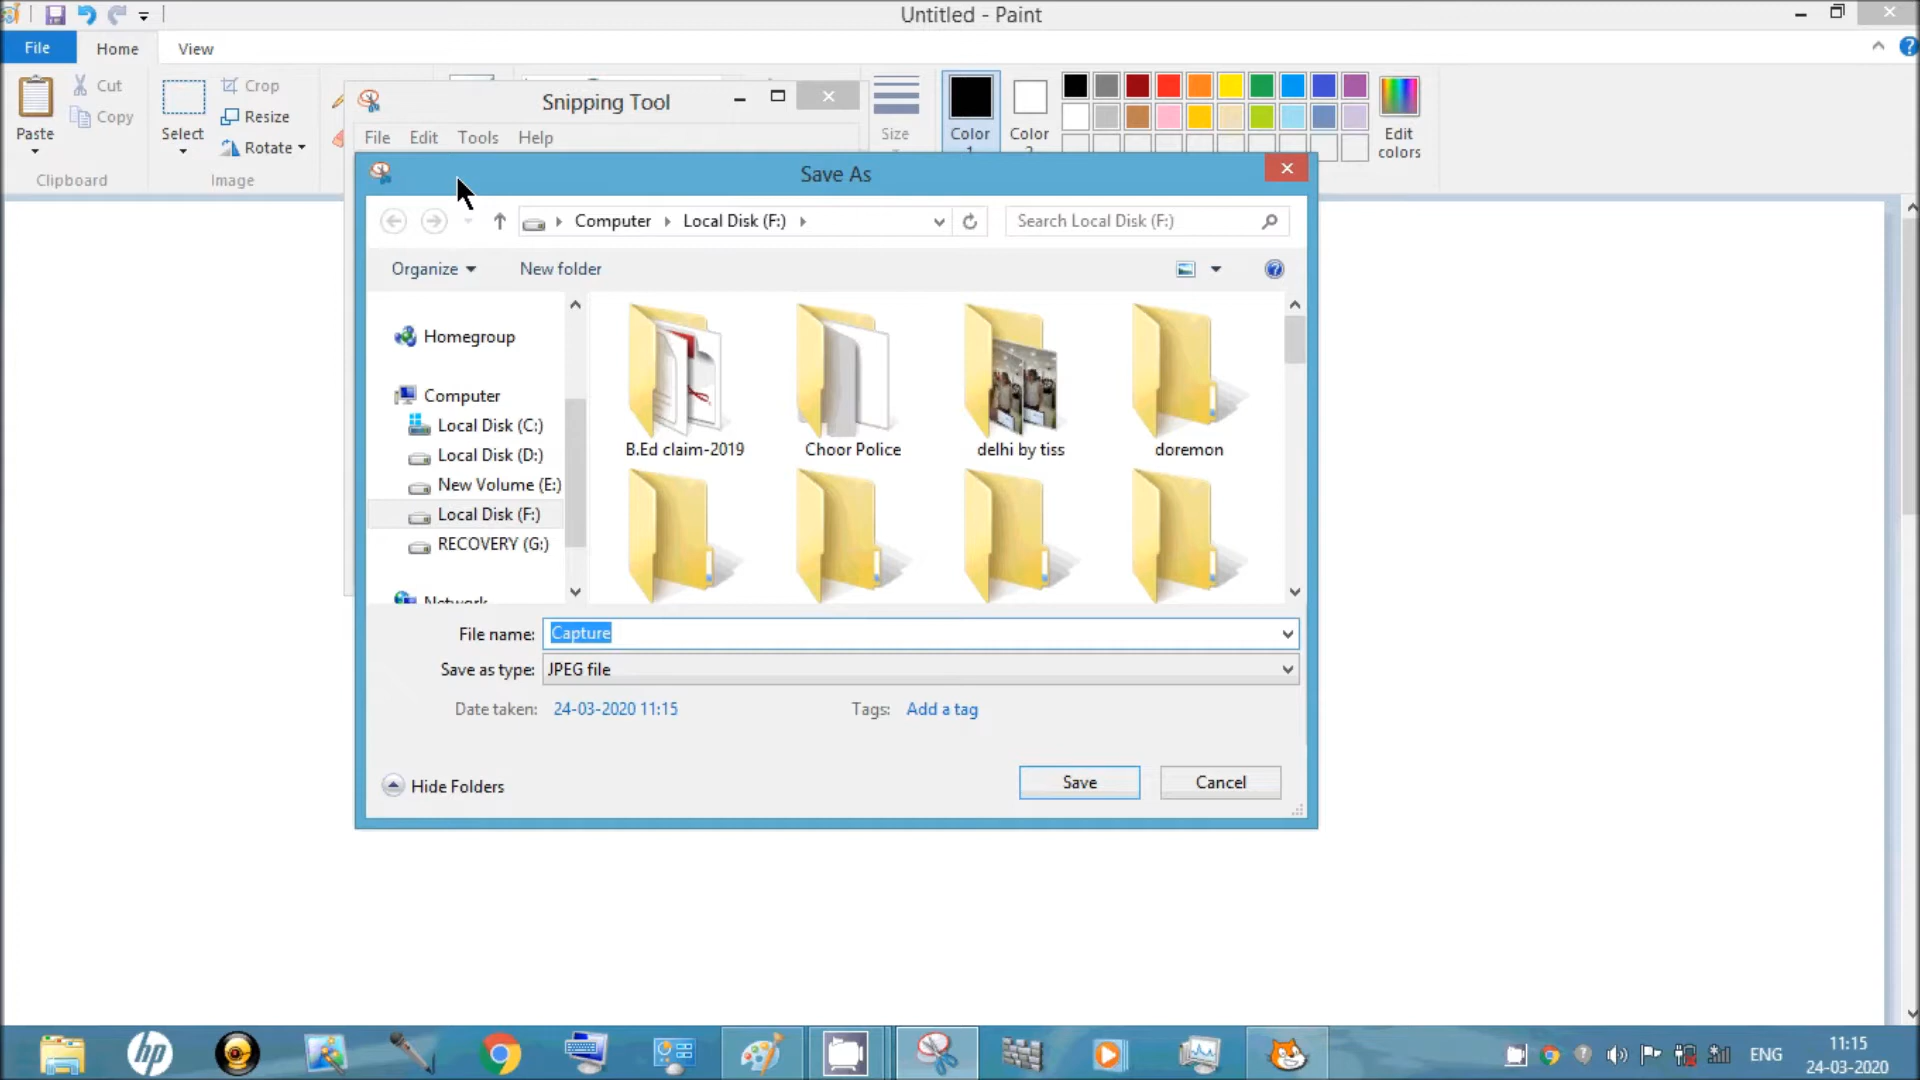 Untitled - Paint
File Home View
Paste
Cut
Copy
Clipboard
Select
Crop
Resize
Rotate
Image
Size
Color
1
Color
Edit
colors
Snipping Tool
File Edit Tools Help
Save As
Computer Local Disk (F:)
Search Local Disk (F:)
Organize New folder
Homegroup
Computer
Local Disk (C:)
Local Disk (D:)
New Volume (E:)
Local Disk (F:)
RECOVERY (G:)
Network
B.Ed claim-2019
Choor Police
delhi by tiss
doremon
File name: Capture
Save as type: JPEG file
Date taken: 24-03-2020 11:15
Tags: Add a tag
Hide Folders
Save
Cancel
hp
ENG
11:15
24-03-2020